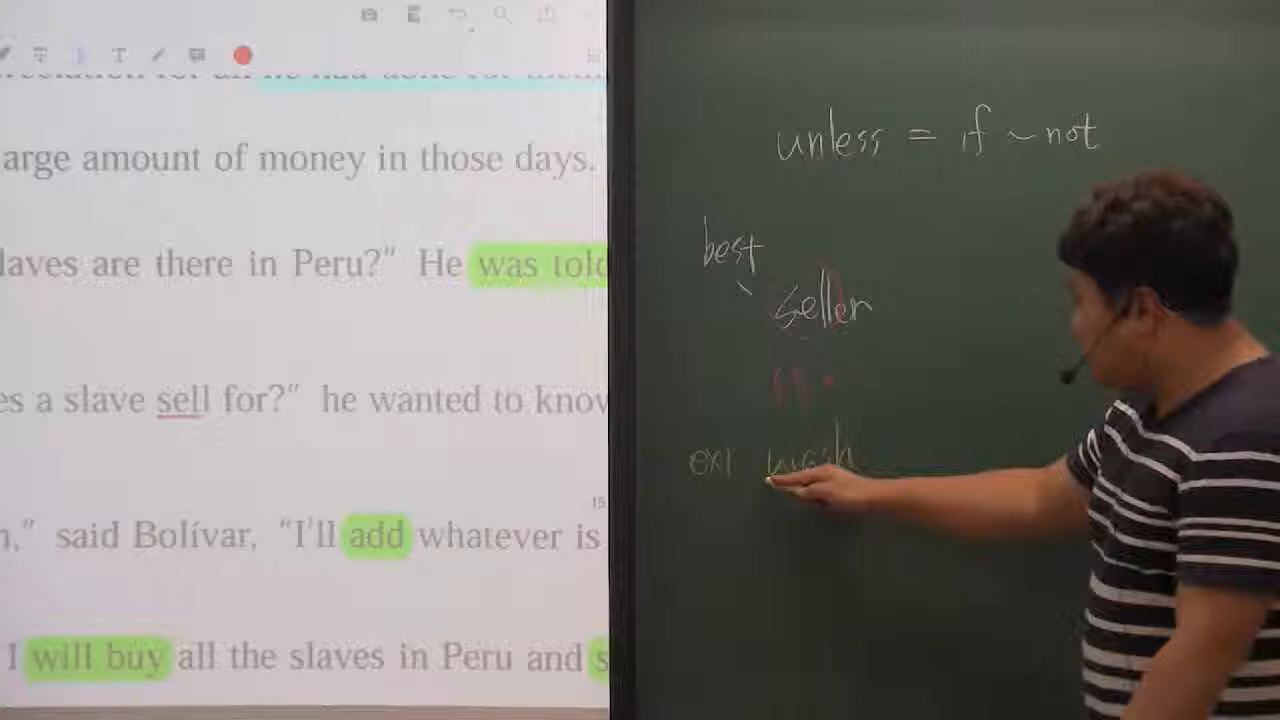 arge amount of money in those days.
laves are there in Peru?" He was told
es a slave sell for?" he wanted to know
15
n," said Bolívar, "I'll add whatever is
I will buy all the slaves in Peru and s
unless = if ~ not
best
seller
wash